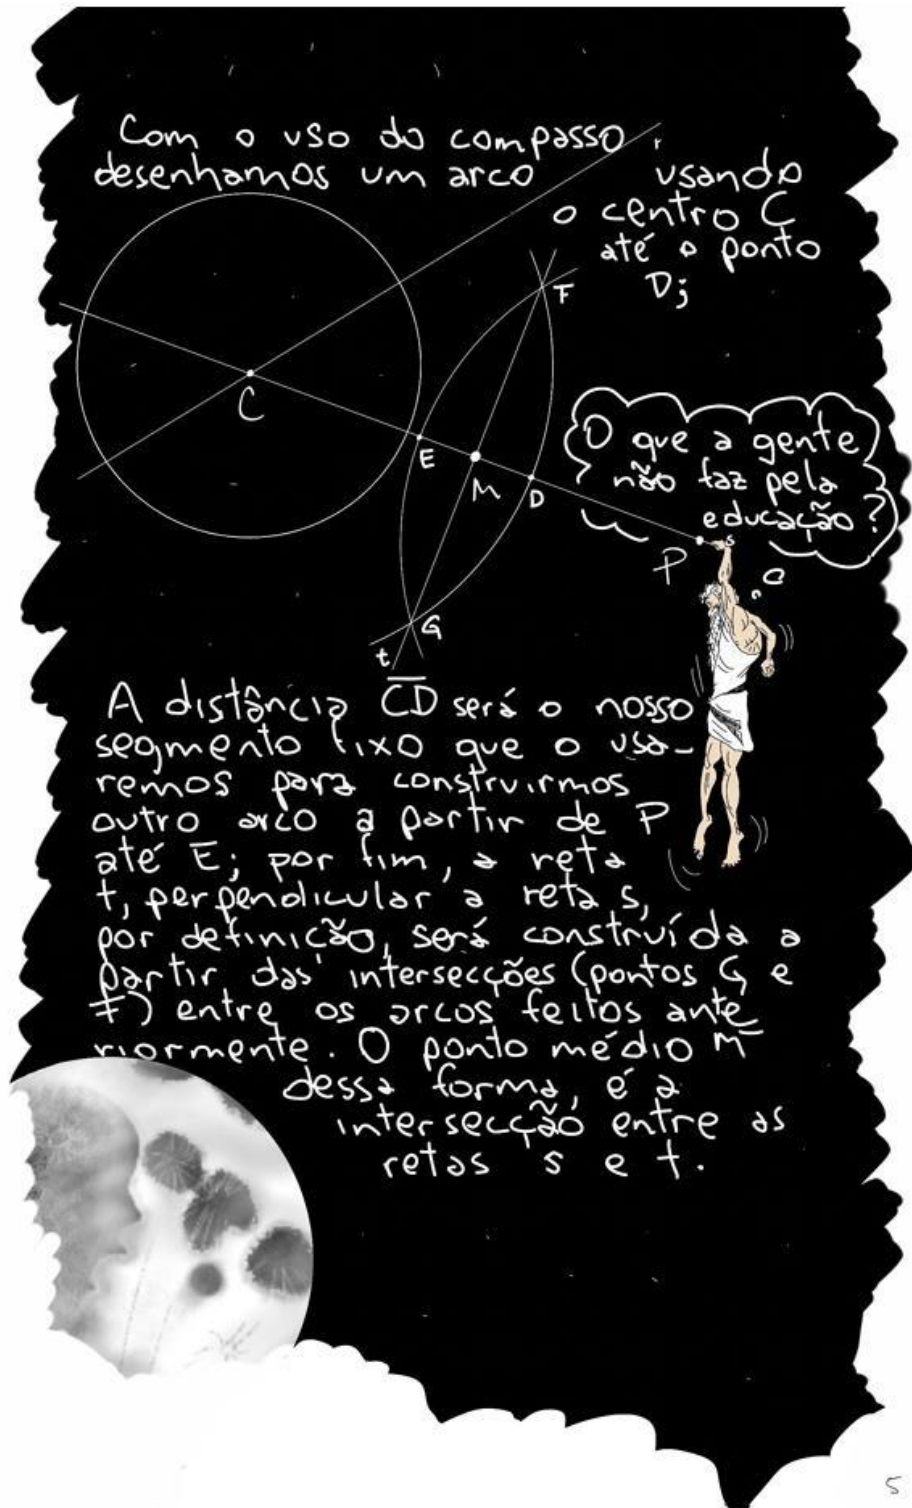 Com o uso do compasso
desenhamos um arco
r
usando
o centro C
até o ponto
D;
F
C
E
M
D
O que a gente
não faz pela
educação?
P
s
G
t
A distância CD será o nosso
segmento fixo que o usa-
remos para construirmos
outro arco a partir de P
até E; por fim, a reta
t, perpendicular a reta s,
por definição, será construída a
partir das intersecções (pontos G e
F) entre os arcos feitos ante
riormente. O ponto médio M
dessa forma, é a
intersecção entre as
retas s e t.
5